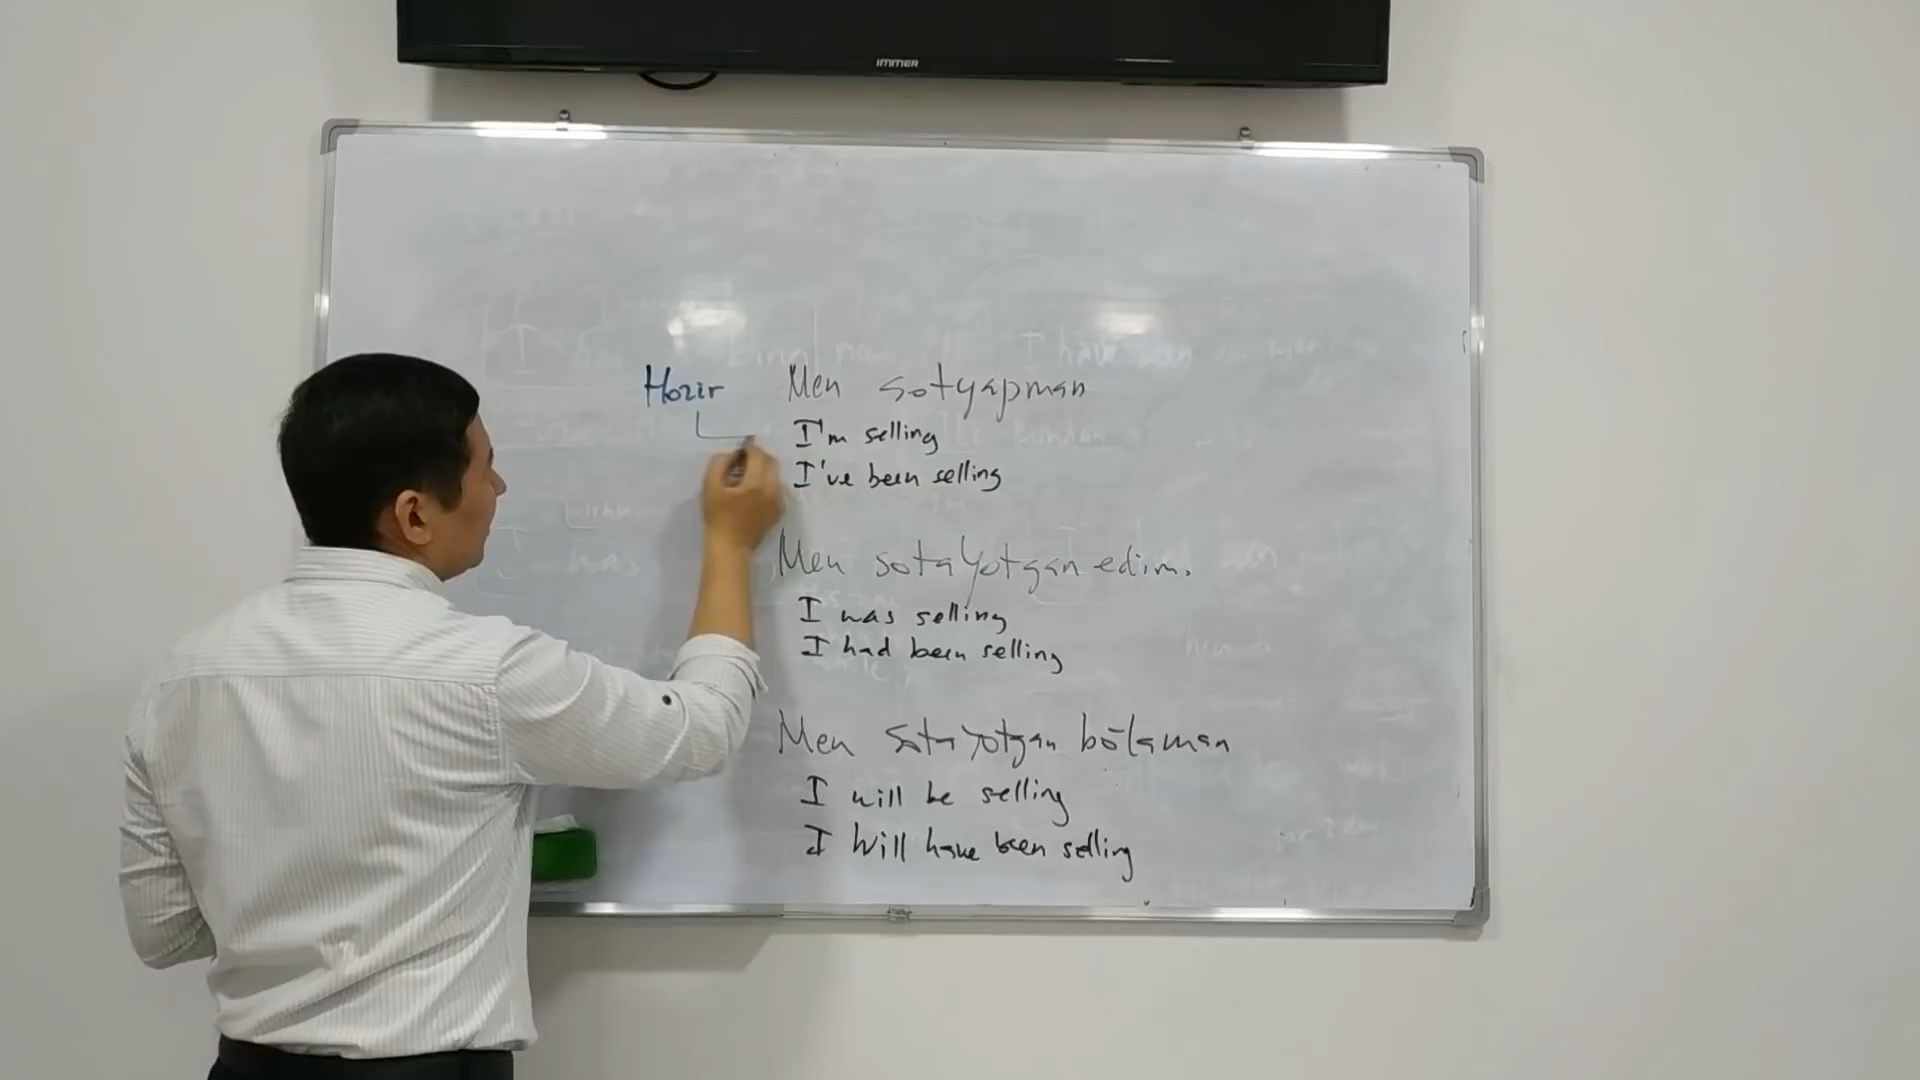 IMMER
Hozir Men sotyapman
I'm selling
I've been selling
Men sotayotgan edim.
I was selling
I had been selling
Men sotayotgan bōlaman
I will be selling
I Will have been selling